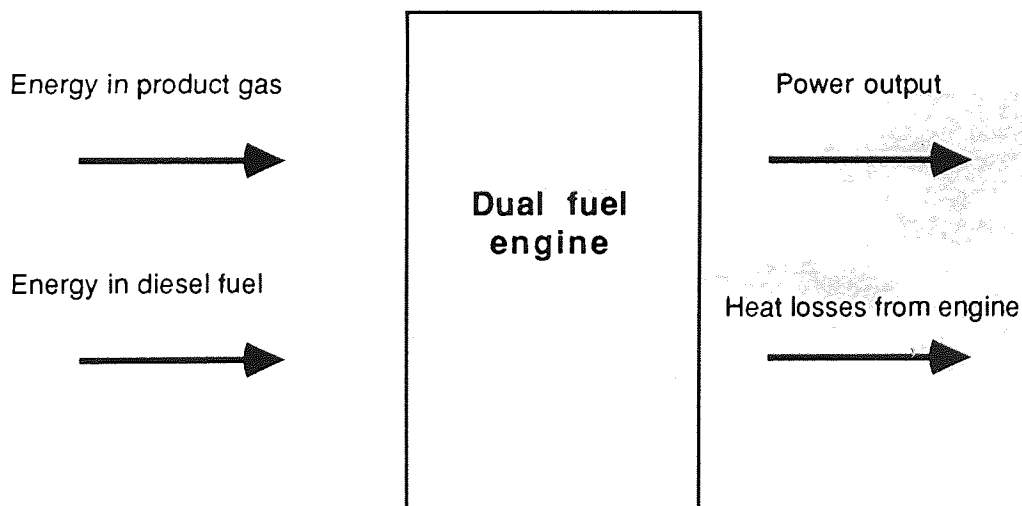 Energy in product gas
Power output
Dual fuel
engine
Energy in diesel fuel
Heat losses from engine